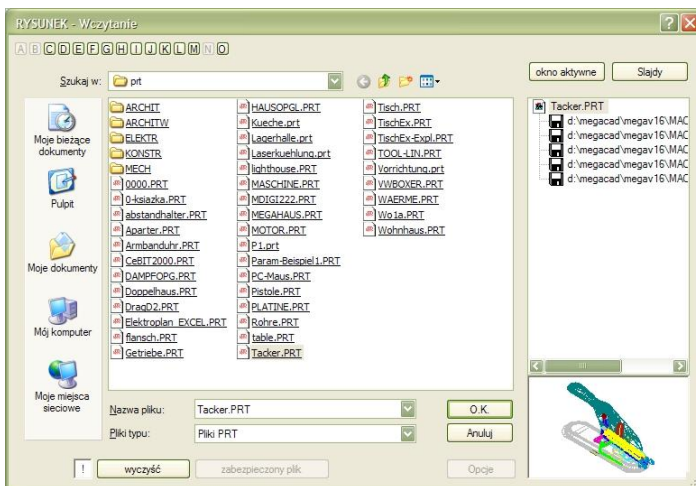 RYSUNEK - Wczytanie
A B C D E F G H I J K L M N O
Szukaj w:
prt
okno aktywne
Slajdy
Moje bieżące
dokumenty
Pulpit
Moje dokumenty
Mój komputer
Moje miejsca
sieciowe
ARCHIT
ARCHITW
ELEKTR
KONSTR
MECH
0000.PRT
0-ksiazka.PRT
abstandhalter.PRT
Aparter.PRT
Armbanduhr.PRT
CeBIT2000.PRT
DAMPFOPG.PRT
Doppelhaus.PRT
DragD2.PRT
Elektroplan EXCEL.PRT
flansch.PRT
Getriebe.PRT
HAUSOPGL.PRT
Kueche.prt
Lagerhalle.prt
Laserkuehlung.prt
lighthouse.PRT
MASCHINE.PRT
MDIGI222.PRT
MEGAHAUS.PRT
MOTOR.PRT
P1.prt
Param-Beispiel1.PRT
PC-Maus.PRT
Pistole.PRT
PLATINE.PRT
Rohre.PRT
table.PRT
Tacker.PRT
Tisch.PRT
TischEx.PRT
TischEx-Expl.PRT
TOOL-LIN.PRT
Vorrichtung.prt
VWBOXER.PRT
WAERME.PRT
Wo1a.PRT
Wohnhaus.PRT
Tacker.PRT
d:\megacad\megav16\MAC
d:\megacad\megav16\MAC
d:\megacad\megav16\MAC
d:\megacad\megav16\MAC
d:\megacad\megav16\MAC
Nazwa pliku:
Tacker.PRT
O.K.
Pliki typu:
Pliki PRT
Anuluj
!
wyczyść
zabezpieczony plik
Opcje